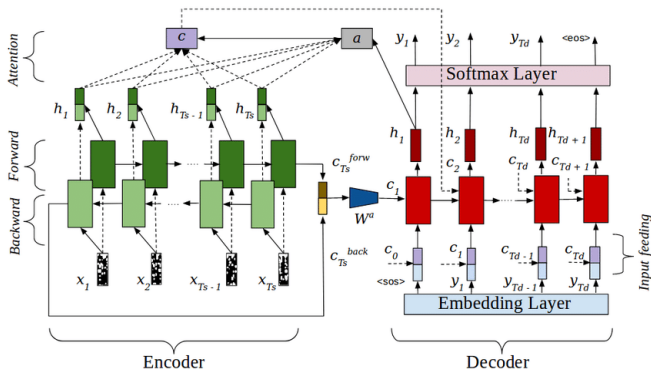 Attention
c
a
y1 y2 yTd <eos>
Softmax Layer
h1 h2 hTs - 1 hTs
h1 h2 hTd hTd + 1
Forward
Backward
cTs forw
c1 c2 cTd cTd + 1
Wa
cTs back
x1 x2 xTs - 1 xTs
c0 c1 cTd - 1 cTd
Input feeding
<sos> y1 yTd - 1 yTd
Embedding Layer
Encoder
Decoder